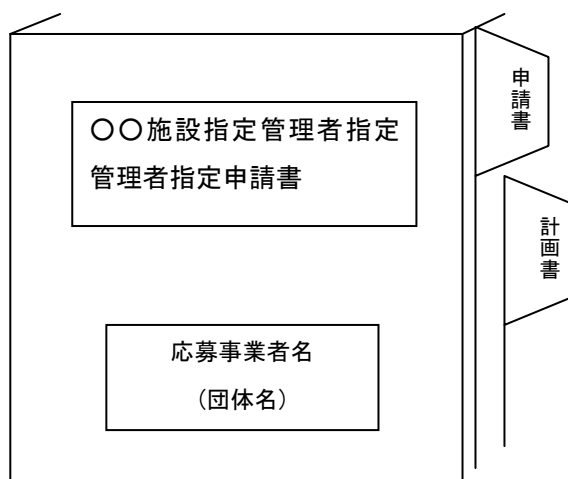 〇〇施設指定管理者指定
管理者指定申請書
応募事業者名
（団体名）
申請書
計画書